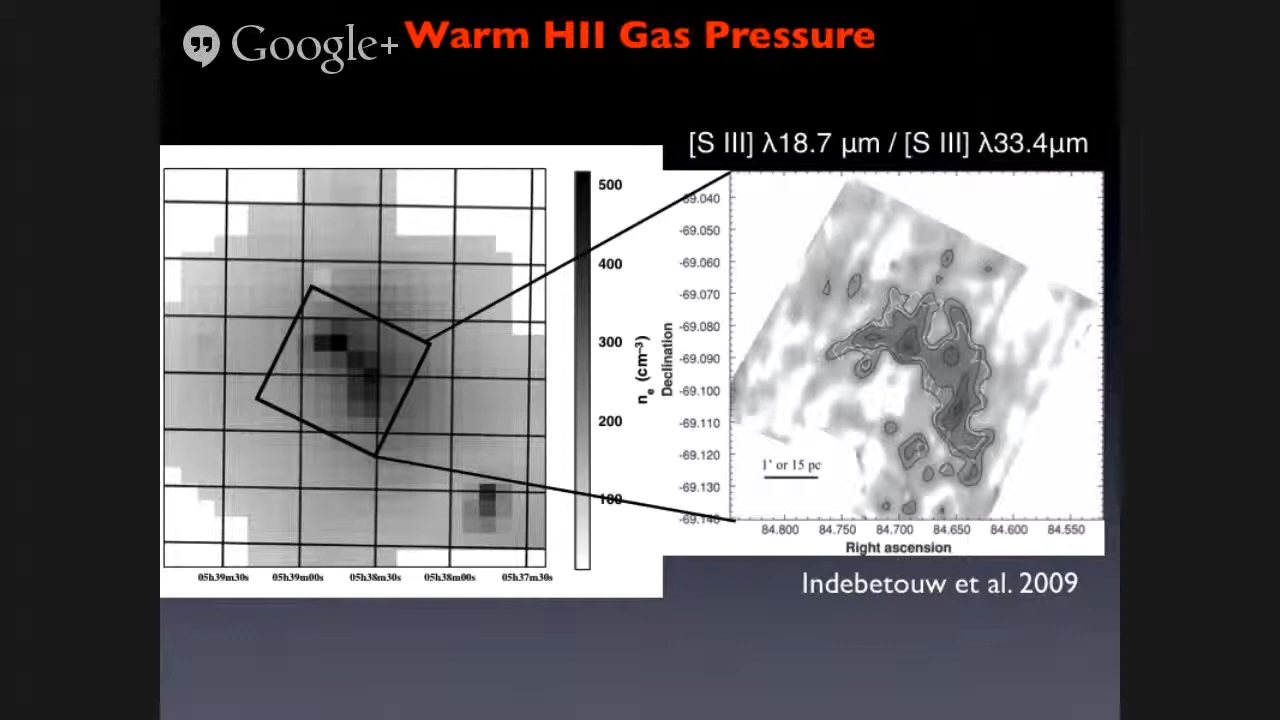 Google+
Warm HII Gas Pressure
[S III] λ18.7 μm / [S III] λ33.4μm
500
400
300
200
100
nₑ (cm⁻³)
05h39m30s 05h39m00s 05h38m30s 05h38m00s 05h37m30s
-69.040
-69.050
-69.060
-69.070
-69.080
-69.090
-69.100
-69.110
-69.120
-69.130
-69.140
Declination
1' or 15 pc
84.800 84.750 84.700 84.650 84.600 84.550
Right ascension
Indebetouw et al. 2009